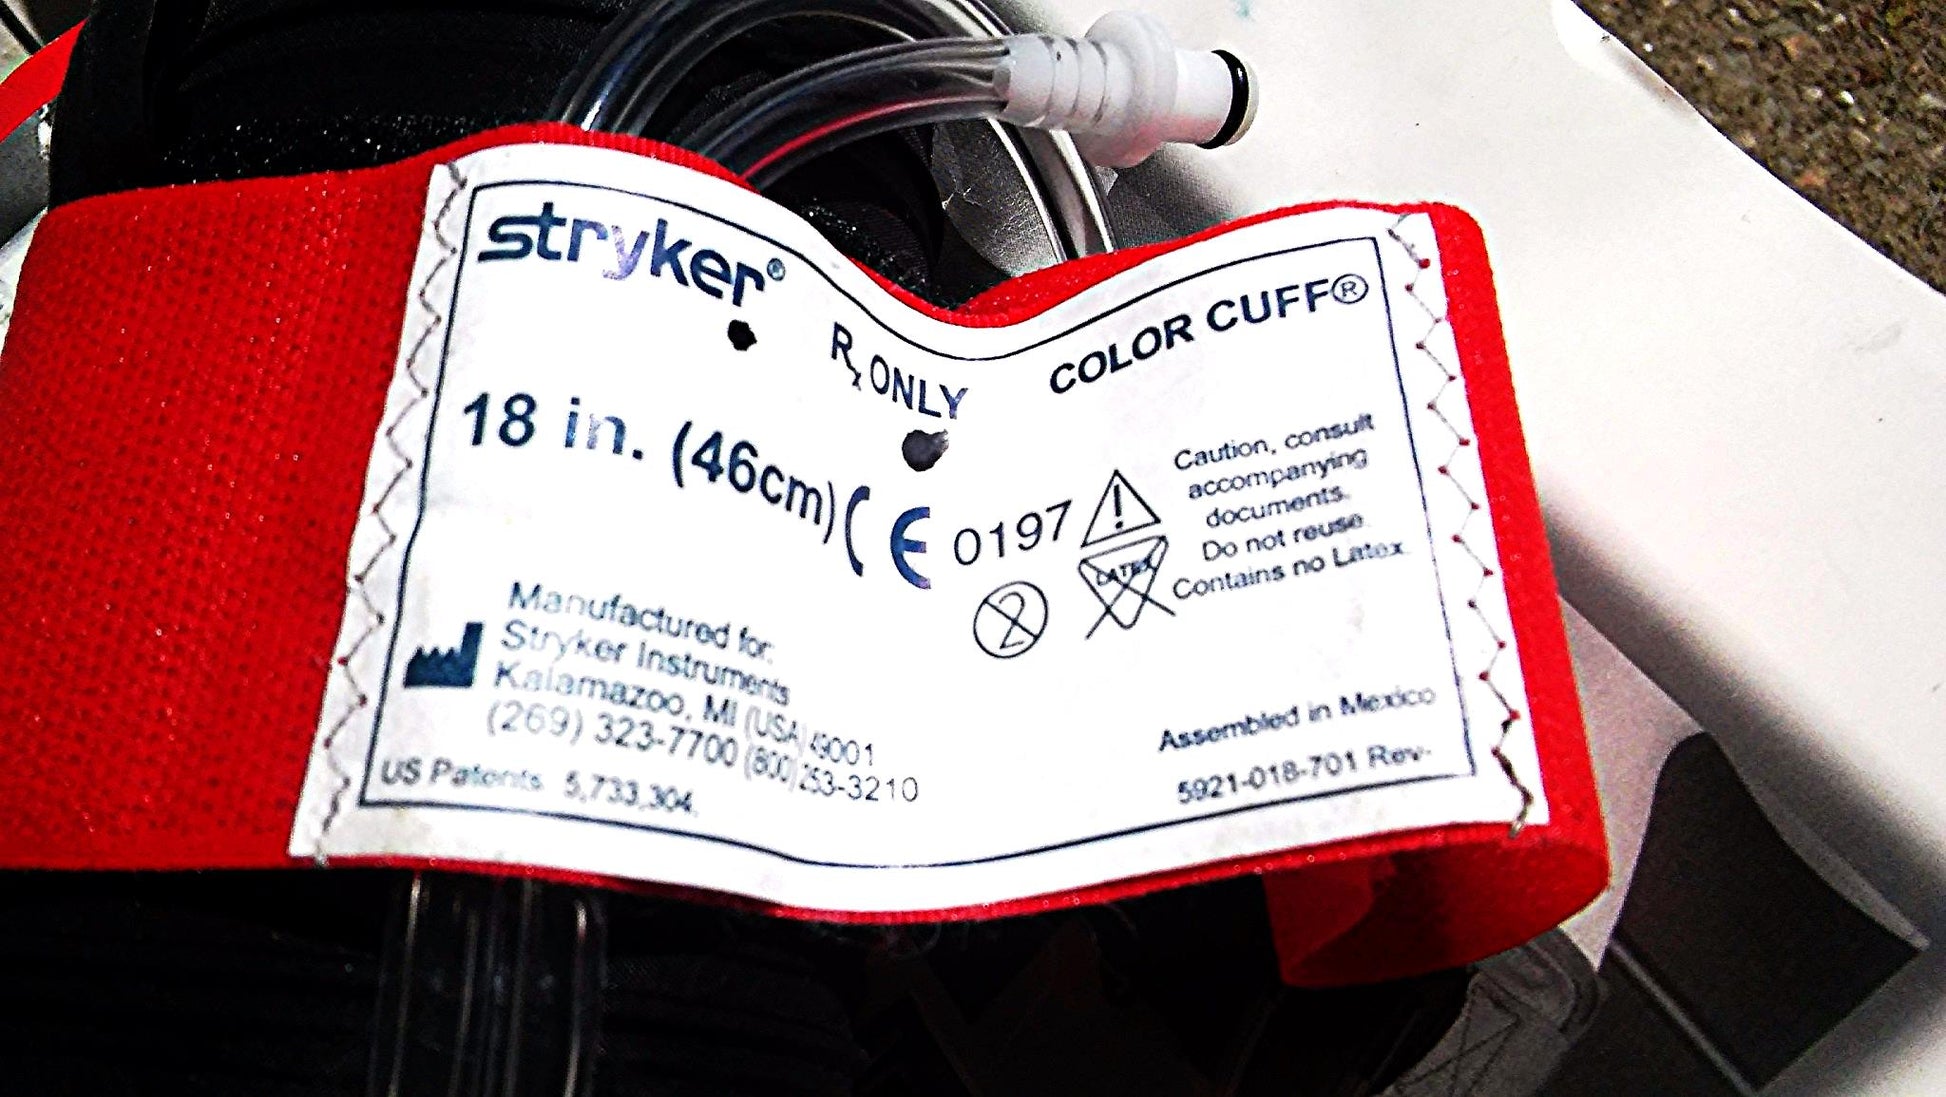 stryker®
℞ ONLY
COLOR CUFF®
18 in. (46cm)
CE 0197
Caution, consult
accompanying
documents.
Do not reuse.
Contains no Latex.
LATEX
2
Manufactured for:
Stryker Instruments
Kalamazoo, MI (USA) 49001
(269) 323-7700 (800) 253-3210
US Patents 5,733,304.
Assembled in Mexico
5921-018-701 Rev-